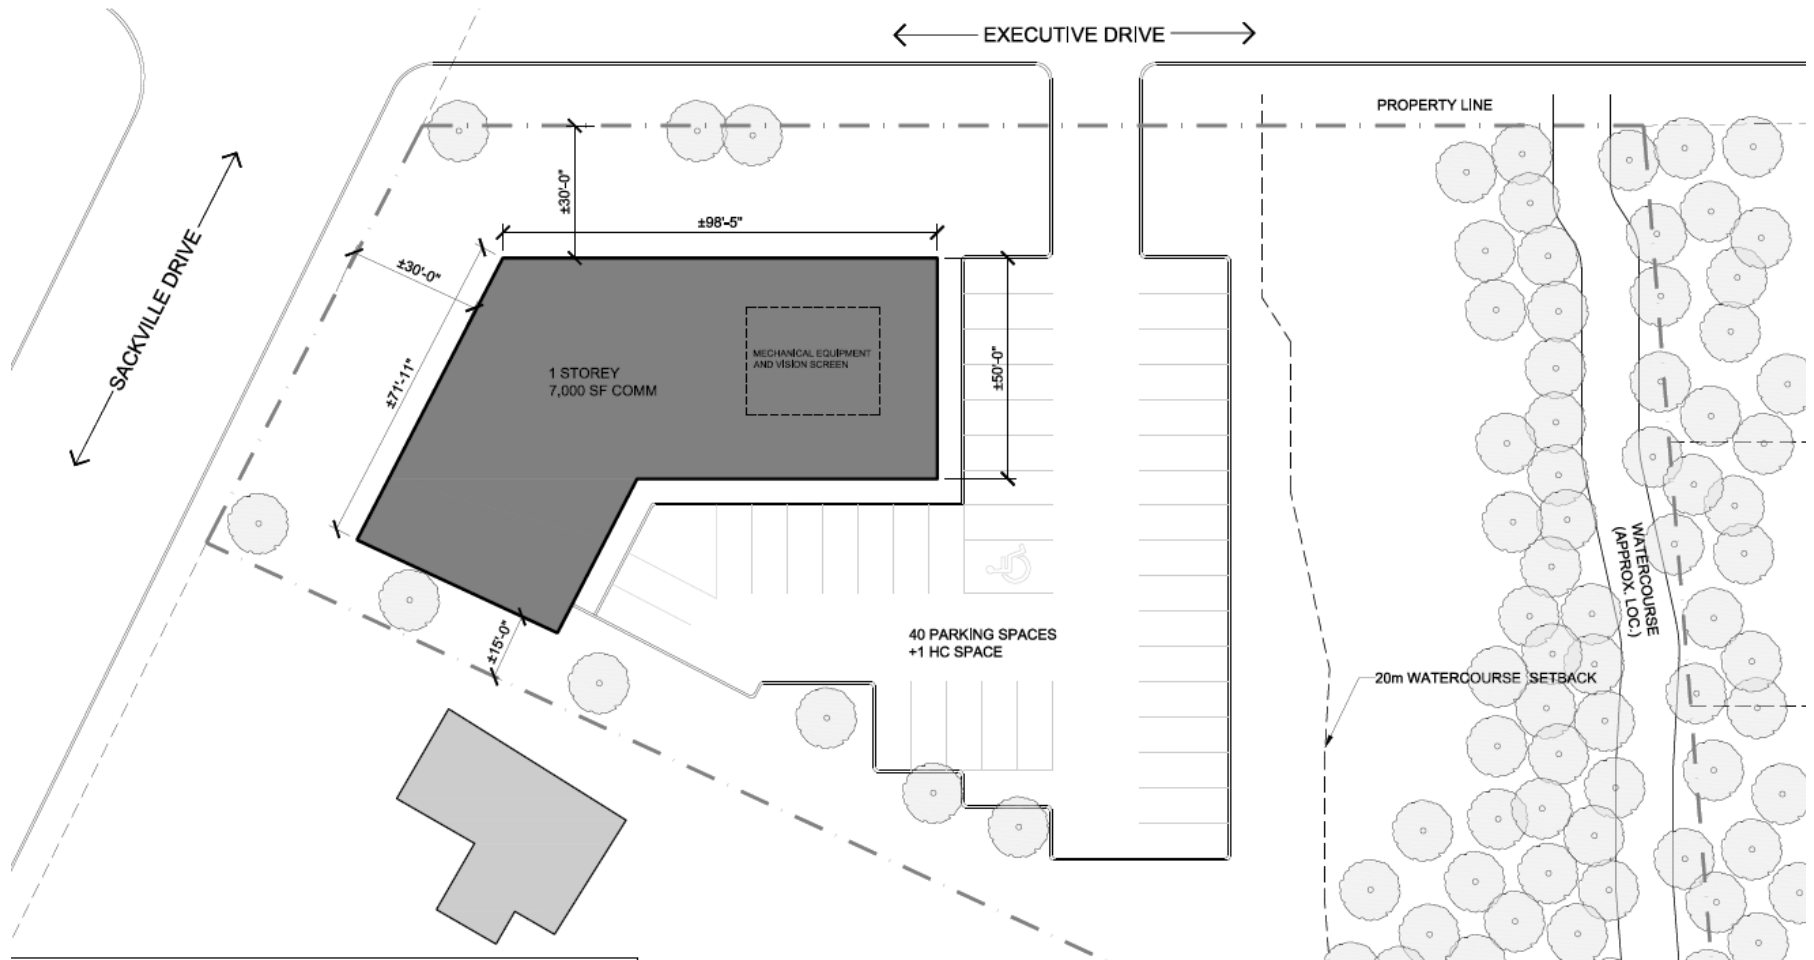 EXECUTIVE DRIVE
PROPERTY LINE
SACKVILLE DRIVE
±30'-0"
±98'-5"
±30'-0"
±71'-11"
1 STOREY
7,000 SF COMM
MECHANICAL EQUIPMENT
AND VISION SCREEN
±50'-0"
WATERCOURSE
(APPROX. LOC.)
±15'-0"
40 PARKING SPACES
+1 HC SPACE
20m WATERCOURSE SETBACK